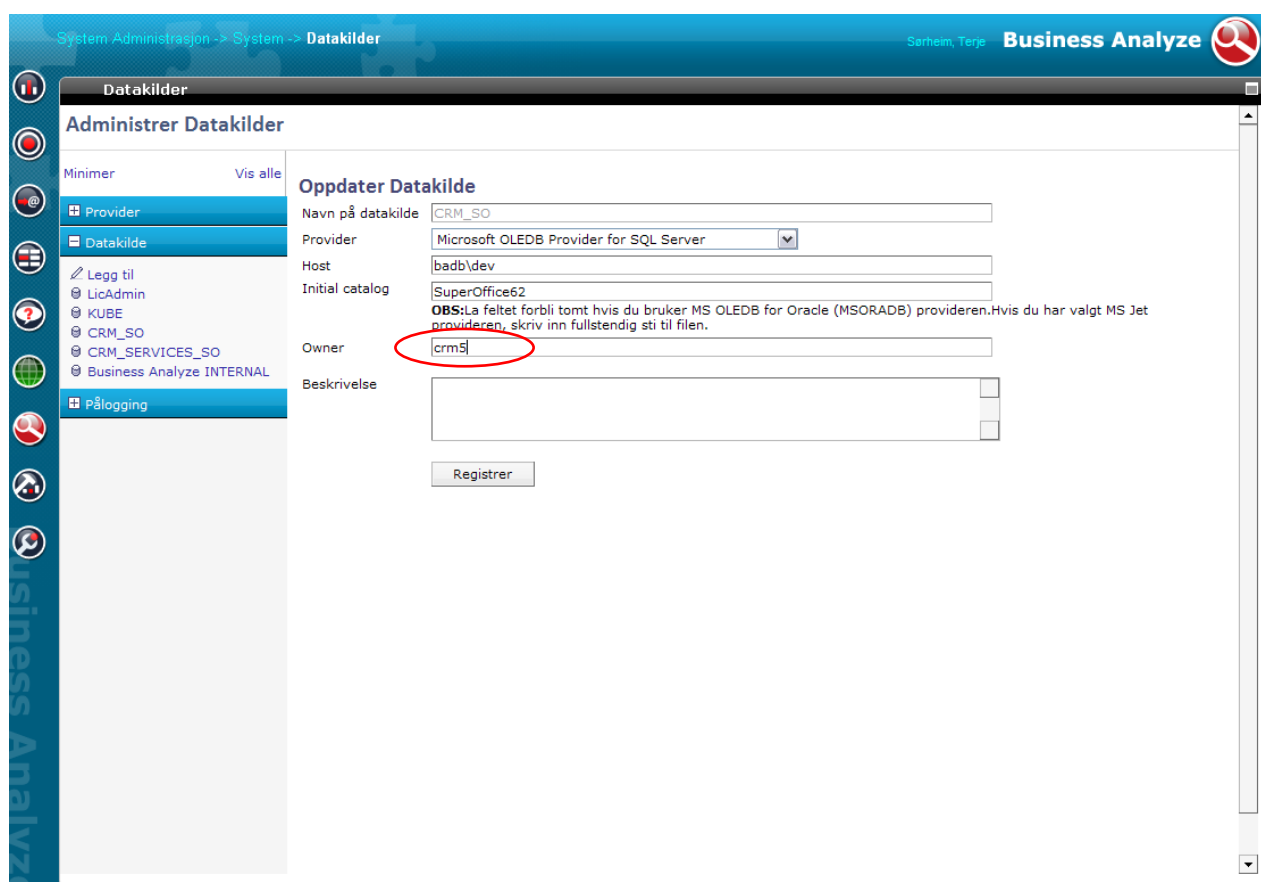 System Administrasjon -> System -> Datakilder
Sørheim, Terje
Business Analyze
Datakilder
Administrer Datakilder
Minimer Vis alle
Provider
Datakilde
Legg til
LicAdmin
KUBE
CRM_SO
CRM_SERVICES_SO
Business Analyze INTERNAL
Pålogging
Oppdater Datakilde
Navn på datakilde CRM_SO
Provider Microsoft OLEDB Provider for SQL Server
Host badb\dev
Initial catalog SuperOffice62
OBS:La feltet forbli tomt hvis du bruker MS OLEDB for Oracle (MSORADB) provideren.Hvis du har valgt MS Jet
provideren, skriv inn fullstendig sti til filen.
Owner crm5
Beskrivelse
Registrer
usiness Analyz